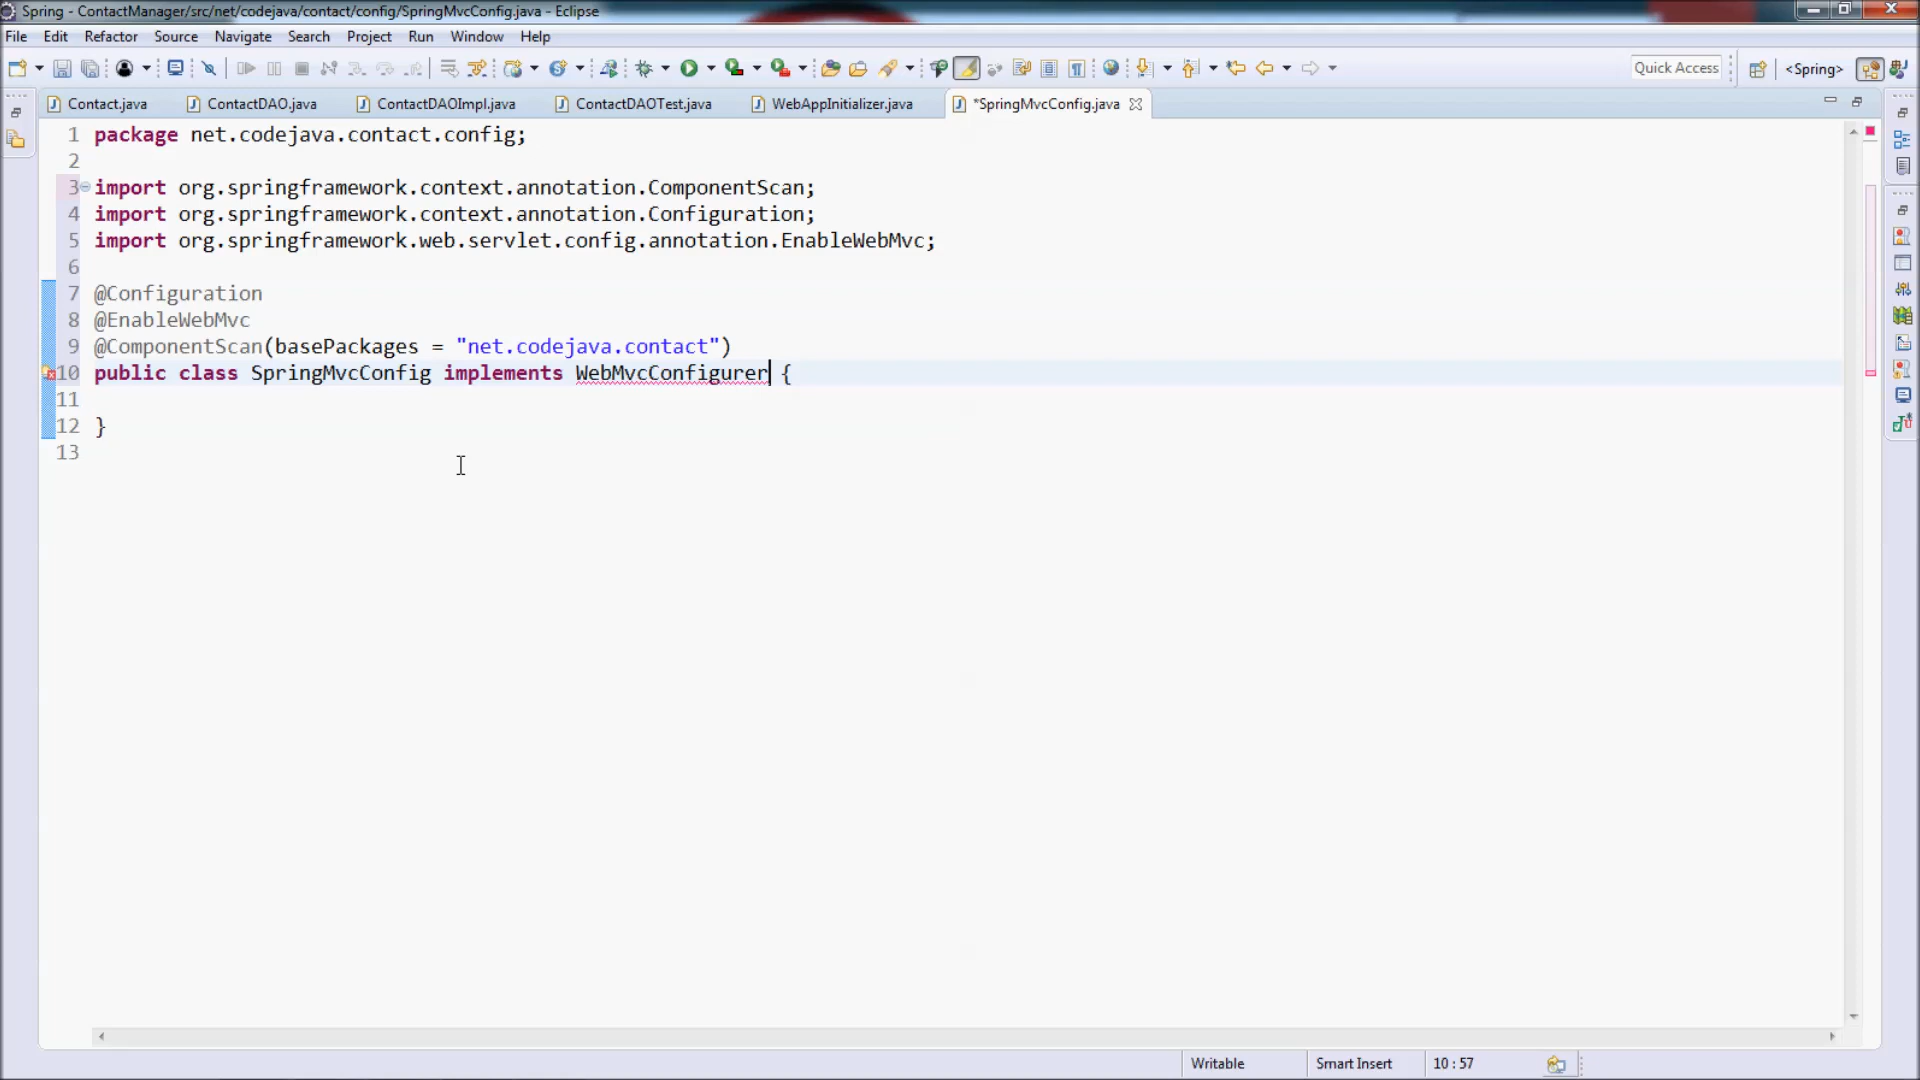 Spring - ContactManager/src/net/codejava/contact/config/SpringMvcConfig.java - Eclipse
File Edit Refactor Source Navigate Search Project Run Window Help
Quick Access <Spring>
Contact.java ContactDAO.java ContactDAOImpl.java ContactDAOTest.java WebAppInitializer.java *SpringMvcConfig.java
1 package net.codejava.contact.config;
2
3 import org.springframework.context.annotation.ComponentScan;
4 import org.springframework.context.annotation.Configuration;
5 import org.springframework.web.servlet.config.annotation.EnableWebMvc;
6
7 @Configuration
8 @EnableWebMvc
9 @ComponentScan(basePackages = "net.codejava.contact")
10 public class SpringMvcConfig implements WebMvcConfigurer {
11
12 }
13
Writable Smart Insert 10 : 57